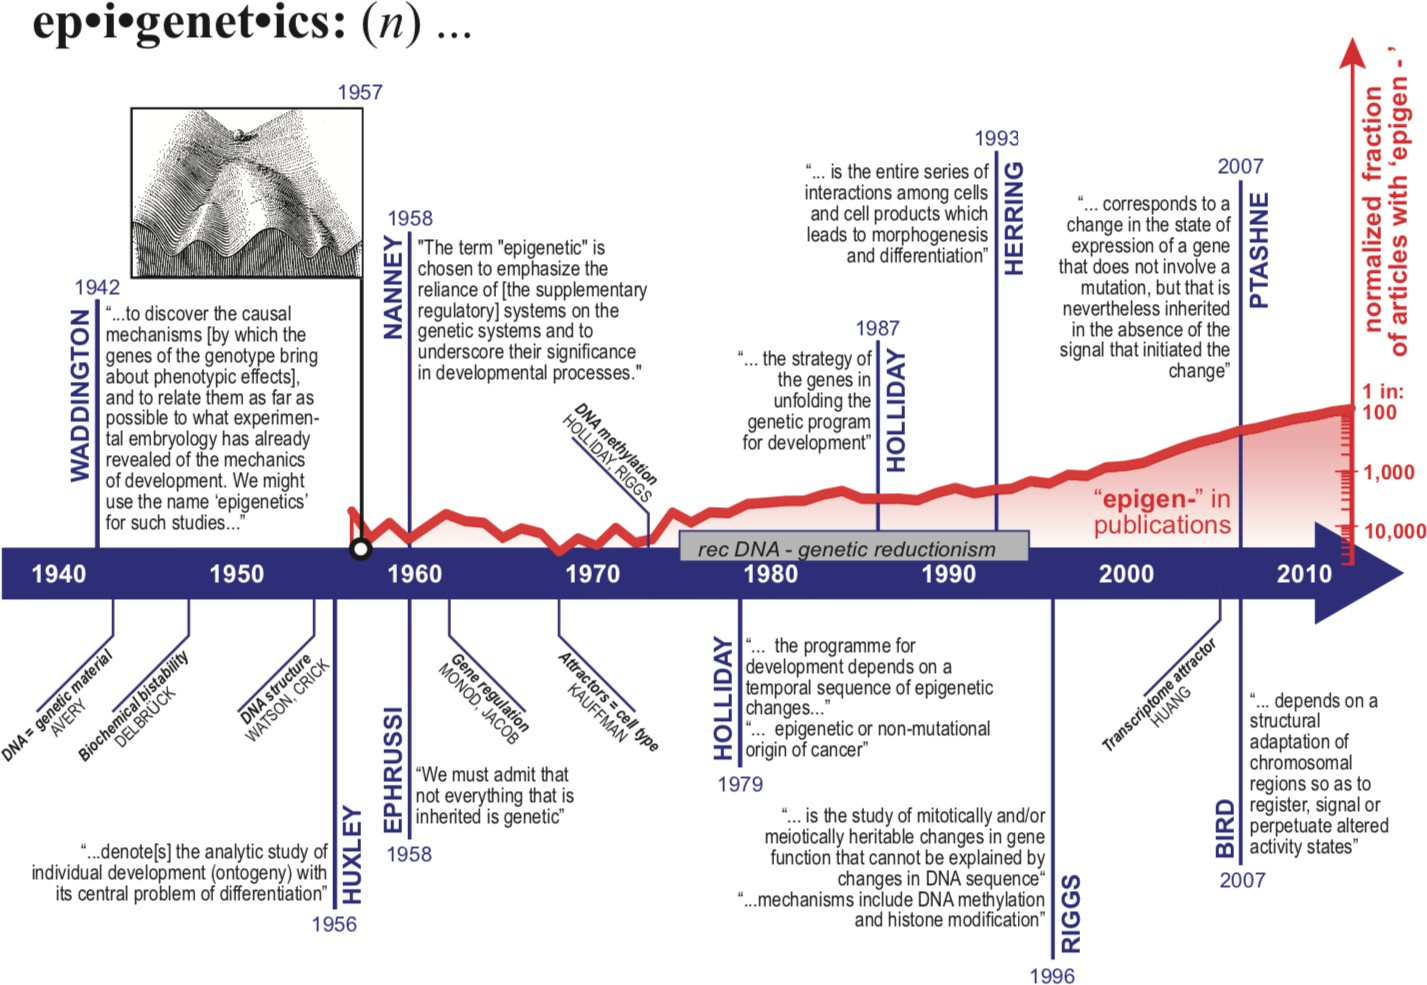 ep•i•genet•ics: (n) ...
1957
1942
WADDINGTON
“...to discover the causal
mechanisms [by which the
genes of the genotype bring
about phenotypic effects],
and to relate them as far as
possible to what experimen-
tal embryology has already
revealed of the mechanics
of development. We might
use the name ‘epigenetics’
for such studies...”
1958
NANNEY
"The term "epigenetic" is
chosen to emphasize the
reliance of [the supplementary
regulatory] systems on the
genetic systems and to
underscore their significance
in developmental processes."
DNA methylation
HOLLIDAY, RIGGS
1987
HOLLIDAY
“... the strategy of
the genes in
unfolding the
genetic program
for development”
1993
HERRING
“... is the entire series of
interactions among cells
and cell products which
leads to morphogenesis
and differentiation”
2007
PTASHNE
“... corresponds to a
change in the state of
expression of a gene
that does not involve a
mutation, but that is
nevertheless inherited
in the absence of the
signal that initiated the
change”
normalized fraction
of articles with ‘epigen - ’
1 in:
100
1,000
10,000
“epigen-” in
publications
rec DNA - genetic reductionism
1940 1950 1960 1970 1980 1990 2000 2010
DNA = genetic material
AVERY
Biochemical bistability
DELBRÜCK
DNA structure
WATSON, CRICK
“...denote[s] the analytic study of
individual development (ontogeny) with
its central problem of differentiation”
HUXLEY
1956
EPHRUSSI
“We must admit that
not everything that is
inherited is genetic”
1958
Gene regulation
MONOD, JACOB
Attractors = cell type
KAUFFMAN
HOLLIDAY
“... the programme for
development depends on a
temporal sequence of epigenetic
changes...”
“... epigenetic or non-mutational
origin of cancer”
1979
“... is the study of mitotically and/or
meiotically heritable changes in gene
function that cannot be explained by
changes in DNA sequence“
“...mechanisms include DNA methylation
and histone modification”
RIGGS
1996
Transcriptome attractor
HUANG
BIRD
“... depends on a
structural
adaptation of
chromosomal
regions so as to
register, signal or
perpetuate altered
activity states”
2007